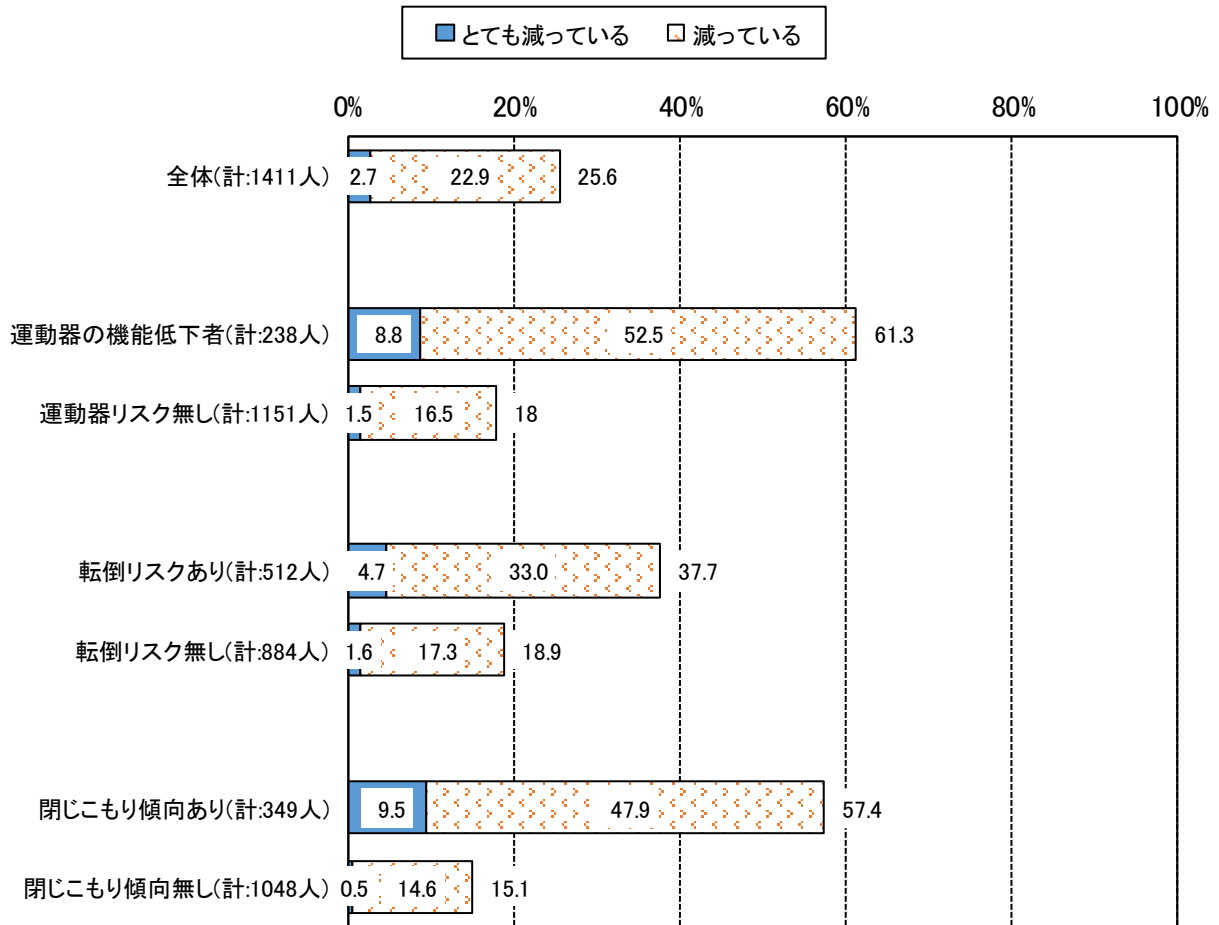 とても減っている 減っている
0% 20% 40% 60% 80% 100%
全体(計:1411人) 2.7 22.9 25.6
運動器の機能低下者(計:238人) 8.8 52.5 61.3
運動器リスク無し(計:1151人) 1.5 16.5 18
転倒リスクあり(計:512人) 4.7 33.0 37.7
転倒リスク無し(計:884人) 1.6 17.3 18.9
閉じこもり傾向あり(計:349人) 9.5 47.9 57.4
閉じこもり傾向無し(計:1048人) 0.5 14.6 15.1